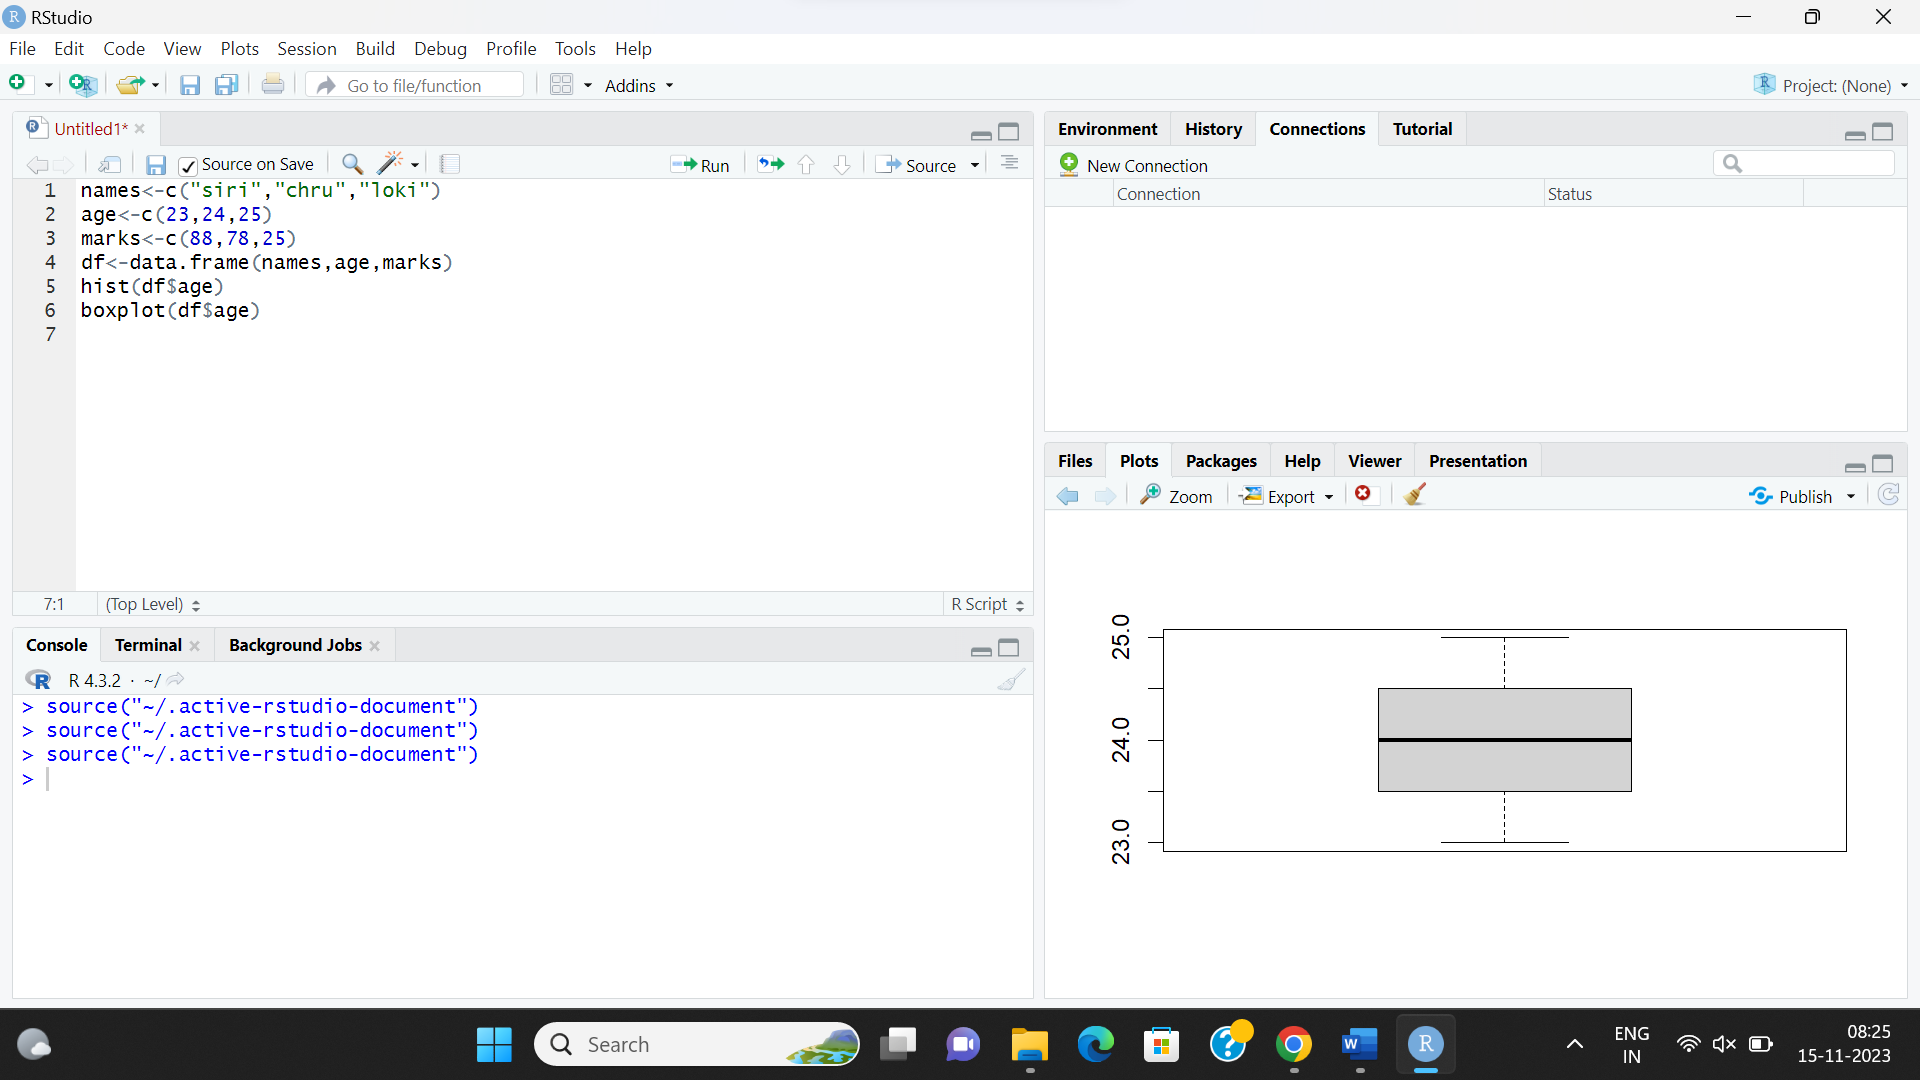 RStudio
File Edit Code View Plots Session Build Debug Profile Tools Help
Go to file/function Addins Project: (None)
Untitled1*
Source on Save Run Source
1 names<-c("siri","chru","loki")
2 age<-c(23,24,25)
3 marks<-c(88,78,25)
4 df<-data.frame(names,age,marks)
5 hist(df$age)
6 boxplot(df$age)
7
7:1 (Top Level) R Script
Console Terminal Background Jobs
R 4.3.2 · ~/
> source("~/.active-rstudio-document")
> source("~/.active-rstudio-document")
> source("~/.active-rstudio-document")
>
Environment History Connections Tutorial
New Connection
Connection Status
Files Plots Packages Help Viewer Presentation
Zoom Export Publish
25.0
24.0
23.0
Search
ENG
IN
08:25
15-11-2023